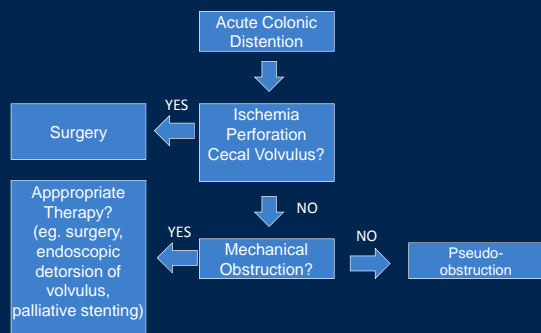 Acute Colonic
Distention
YES
Surgery
Ischemia
Perforation
Cecal Volvulus?
NO
Apppropriate
Therapy?
(eg. surgery,
endoscopic
detorsion of
volvulus,
palliative stenting)
YES
Mechanical
Obstruction?
NO
Pseudo-
obstruction